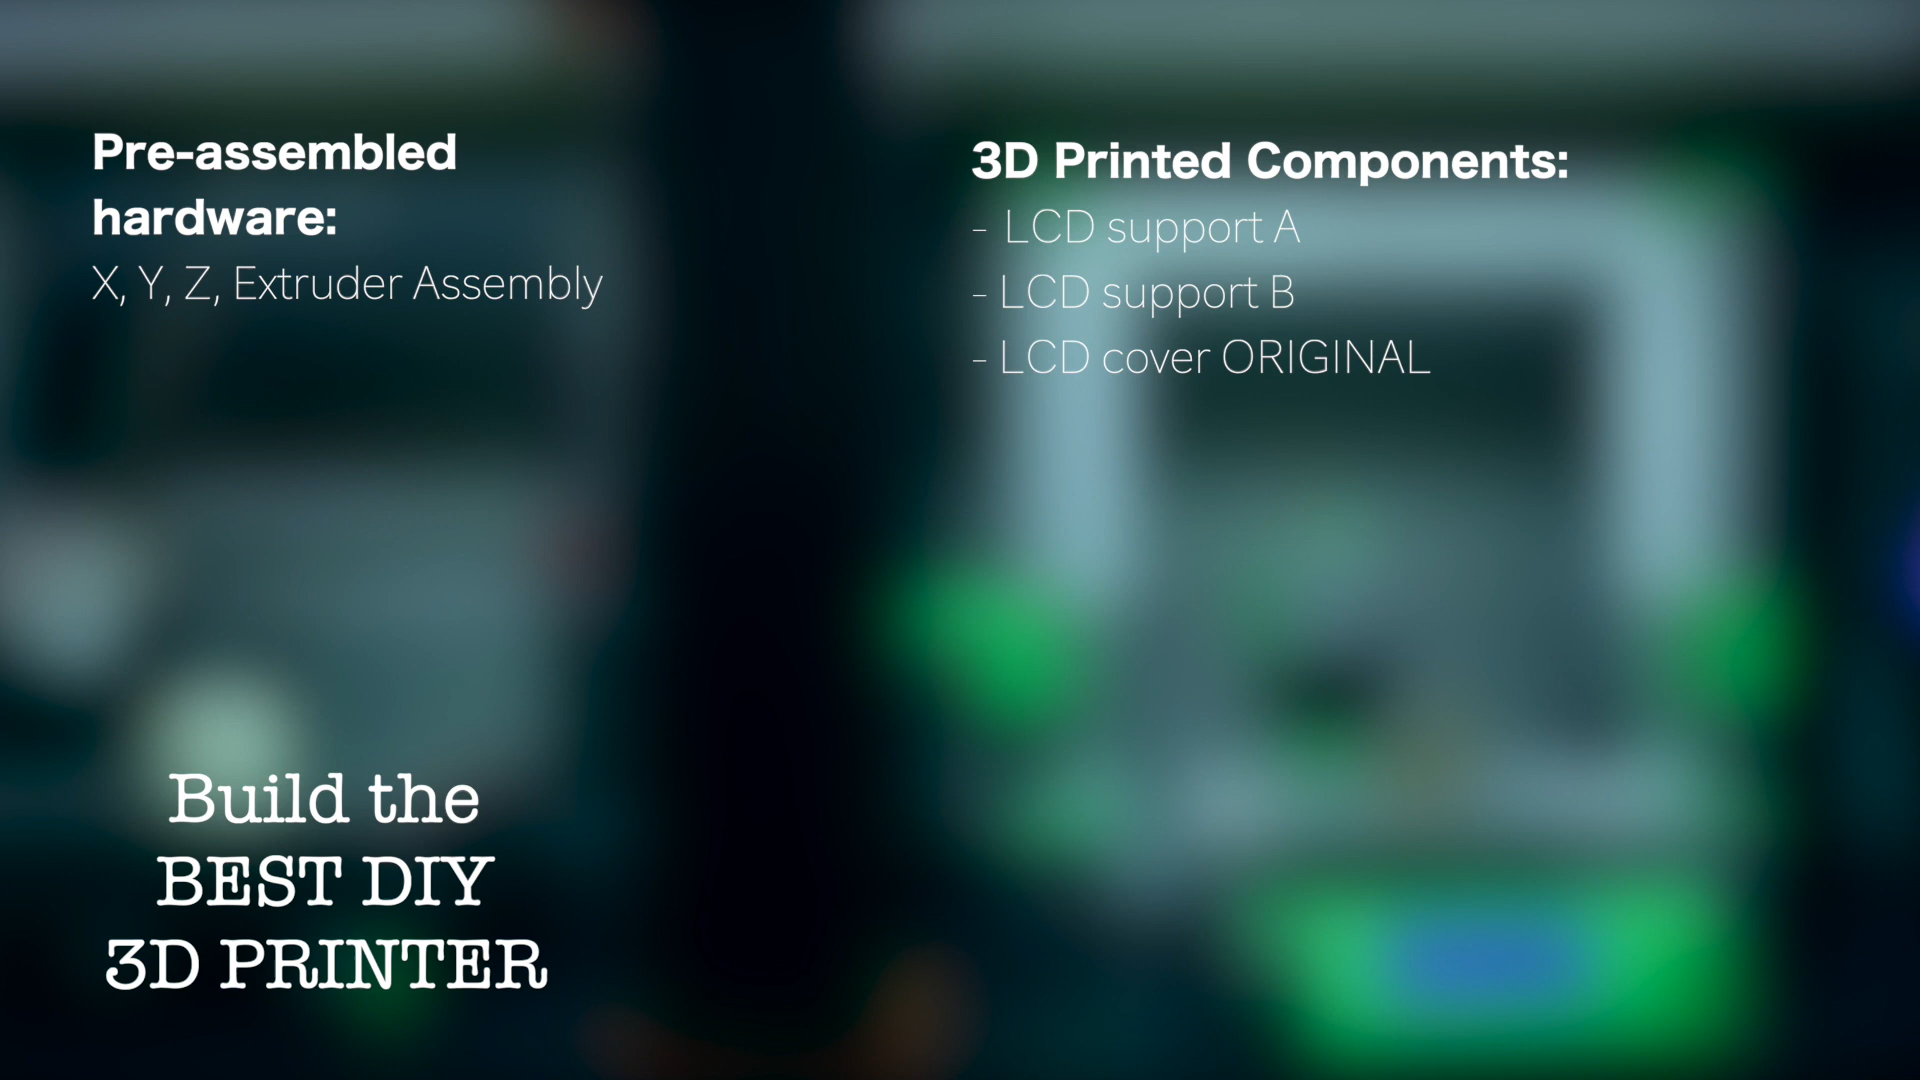 Pre-assembled
hardware:
X, Y, Z, Extruder Assembly
3D Printed Components:
- LCD support A
- LCD support B
- LCD cover ORIGINAL
Build the
BEST DIY
3D PRINTER